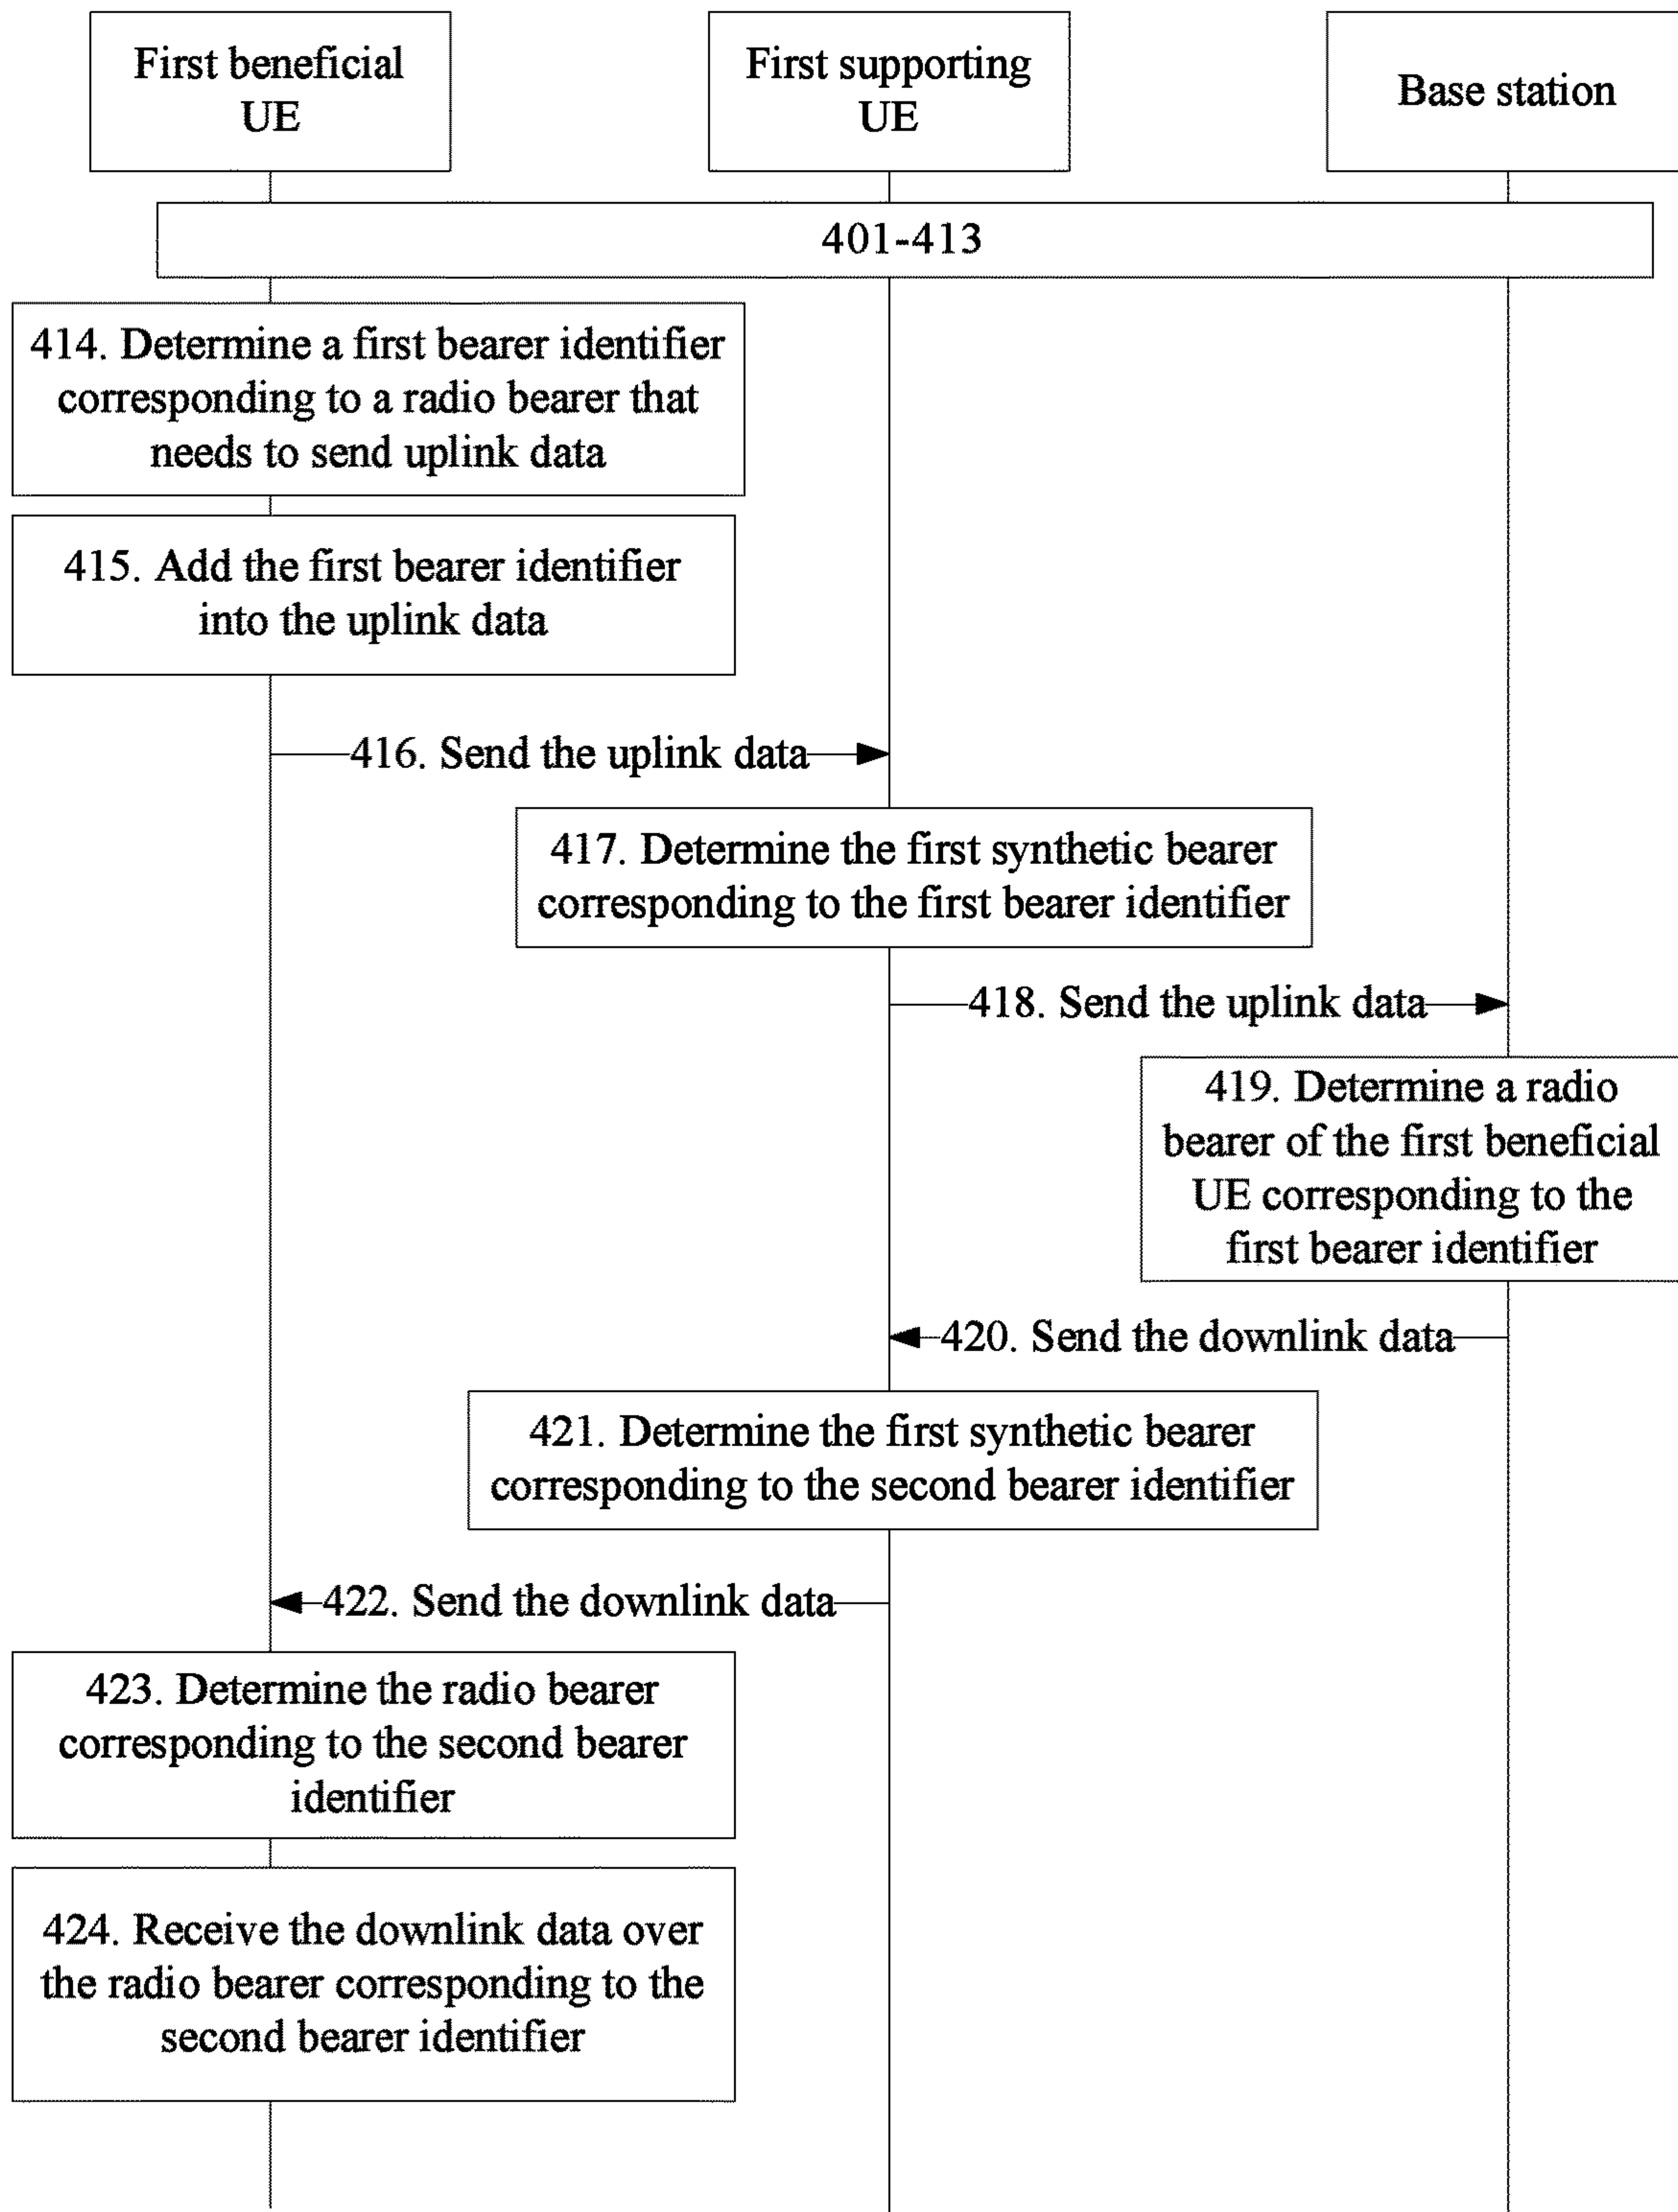 First beneficial
UE
First supporting
UE
Base station
401-413
414. Determine a first bearer identifier
corresponding to a radio bearer that
needs to send uplink data
415. Add the first bearer identifier
into the uplink data
416. Send the uplink data
417. Determine the first synthetic bearer
corresponding to the first bearer identifier
418. Send the uplink data
419. Determine a radio
bearer of the first beneficial
UE corresponding to the
first bearer identifier
420. Send the downlink data
421. Determine the first synthetic bearer
corresponding to the second bearer identifier
422. Send the downlink data
423. Determine the radio bearer
corresponding to the second bearer
identifier
424. Receive the downlink data over
the radio bearer corresponding to the
second bearer identifier